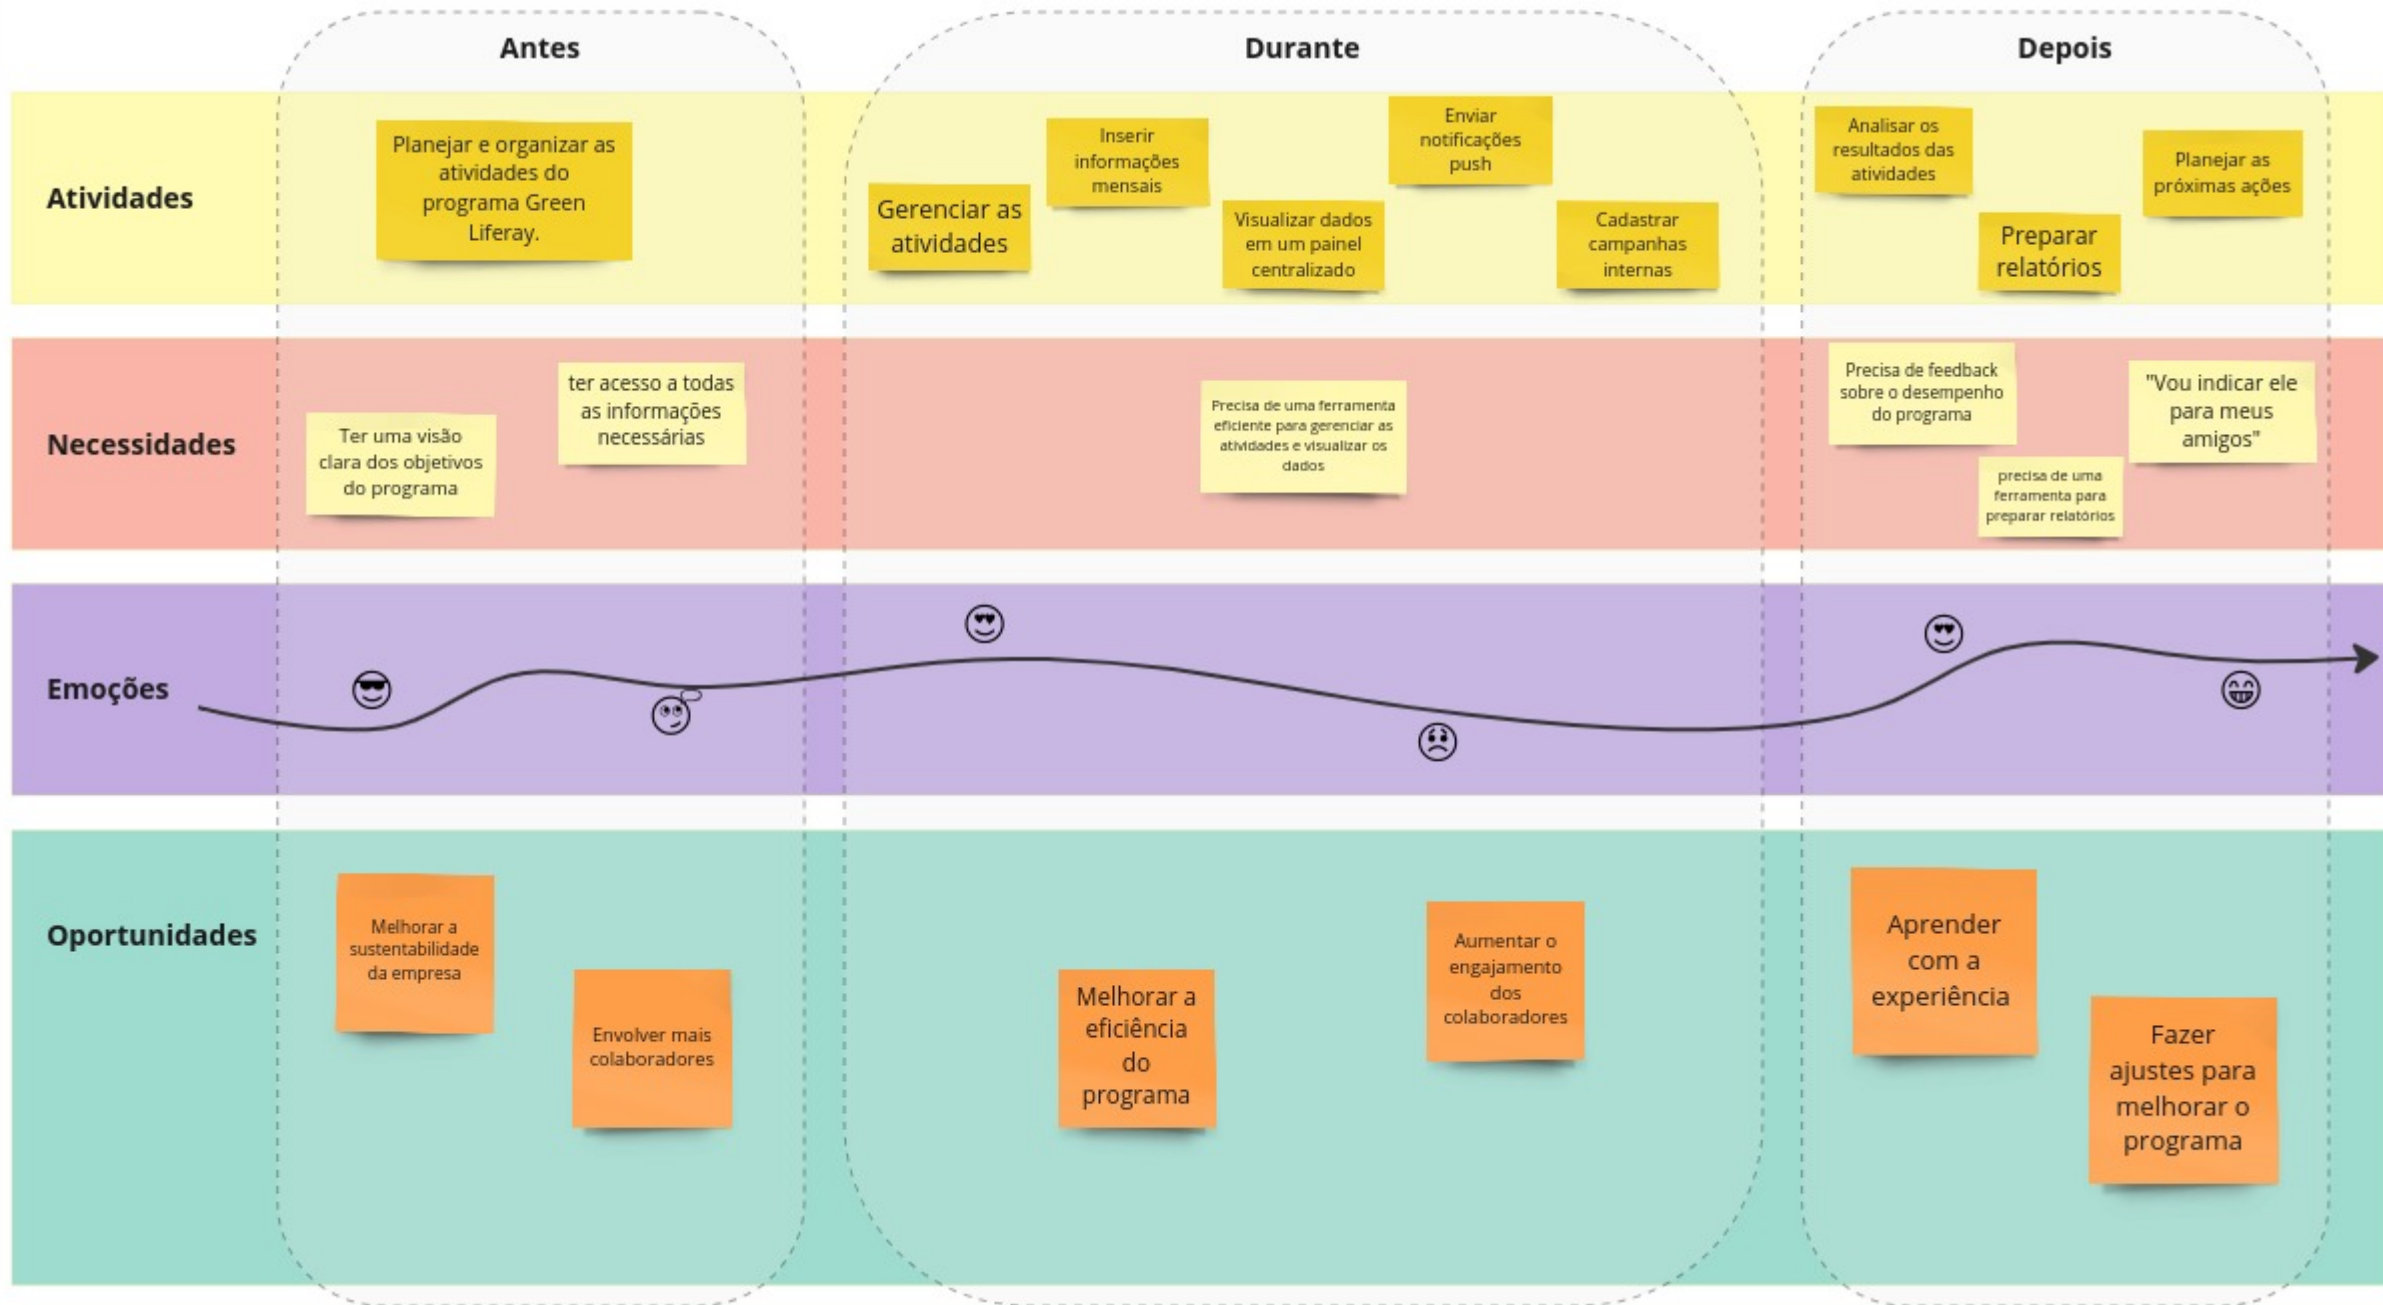 Antes
Durante
Depois
Atividades
Planejar e organizar as
atividades do
programa Green
Liferay.
Gerenciar as
atividades
Inserir
informações
mensais
Visualizar dados
em um painel
centralizado
Enviar
notificações
push
Cadastrar
campanhas
internas
Analisar os
resultados das
atividades
Preparar
relatórios
Planejar as
próximas ações
Necessidades
Ter uma visão
clara dos objetivos
do programa
ter acesso a todas
as informações
necessárias
Precisa de uma ferramenta
eficiente para gerenciar as
atividades e visualizar os
dados
Precisa de feedback
sobre o desempenho
do programa
precisa de uma
ferramenta para
preparar relatórios
"Vou indicar ele
para meus
amigos"
Emoções
Oportunidades
Melhorar a
sustentabilidade
da empresa
Envolver mais
colaboradores
Melhorar a
eficiência
do
programa
Aumentar o
engajamento
dos
colaboradores
Aprender
com a
experiência
Fazer
ajustes para
melhorar o
programa